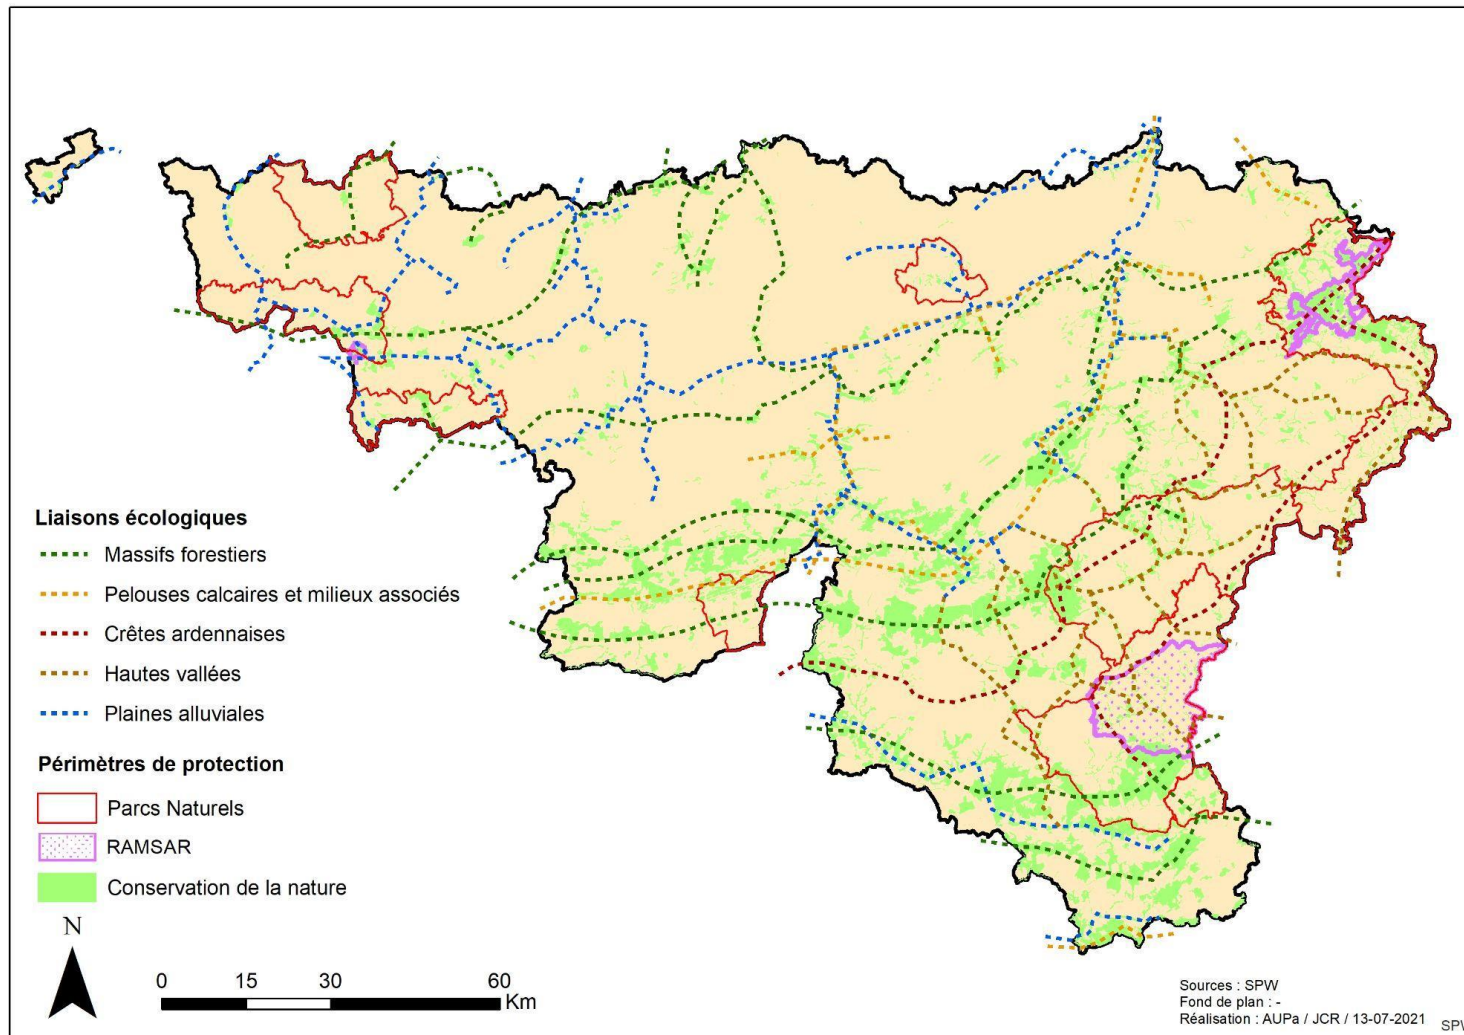 Liaisons écologiques
Massifs forestiers
Pelouses calcaires et milieux associés
Crêtes ardennaises
Hautes vallées
Plaines alluviales
Périmètres de protection
Parcs Naturels
RAMSAR
Conservation de la nature
N
0 15 30 60
Km
Sources : SPW
Fond de plan : -
Réalisation : AUPa / JCR / 13-07-2021
SPW